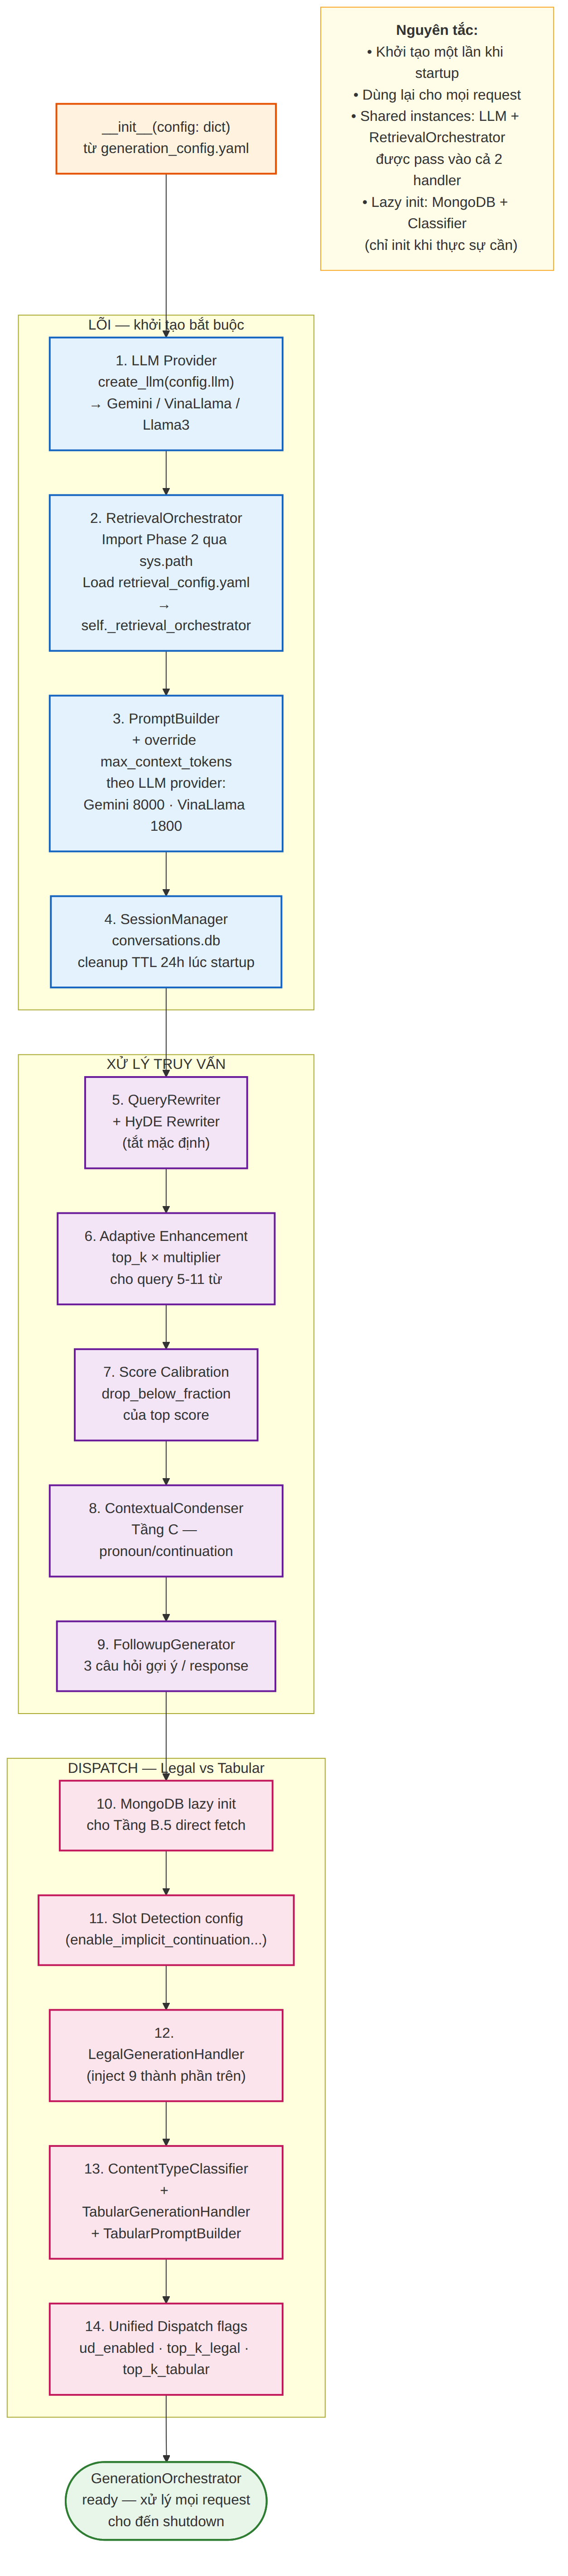 Nguyên tắc:
• Khởi tạo một lần khi
startup
• Dùng lại cho mọi request
• Shared instances: LLM +
RetrievalOrchestrator
được pass vào cả 2
handler
• Lazy init: MongoDB +
Classifier
(chỉ init khi thực sự cần)
__init__(config: dict)
từ generation_config.yaml
LÕI — khởi tạo bắt buộc
1. LLM Provider
create_llm(config.llm)
→ Gemini / VinaLlama /
Llama3
2. RetrievalOrchestrator
Import Phase 2 qua
sys.path
Load retrieval_config.yaml
→
self._retrieval_orchestrator
3. PromptBuilder
+ override
max_context_tokens
theo LLM provider:
Gemini 8000 · VinaLlama
1800
4. SessionManager
conversations.db
cleanup TTL 24h lúc startup
XỬ LÝ TRUY VẤN
5. QueryRewriter
+ HyDE Rewriter
(tắt mặc định)
6. Adaptive Enhancement
top_k × multiplier
cho query 5-11 từ
7. Score Calibration
drop_below_fraction
của top score
8. ContextualCondenser
Tầng C —
pronoun/continuation
9. FollowupGenerator
3 câu hỏi gợi ý / response
DISPATCH — Legal vs Tabular
10. MongoDB lazy init
cho Tầng B.5 direct fetch
11. Slot Detection config
(enable_implicit_continuation...)
12.
LegalGenerationHandler
(inject 9 thành phần trên)
13. ContentTypeClassifier
+
TabularGenerationHandler
+ TabularPromptBuilder
14. Unified Dispatch flags
ud_enabled · top_k_legal ·
top_k_tabular
GenerationOrchestrator
ready — xử lý mọi request
cho đến shutdown